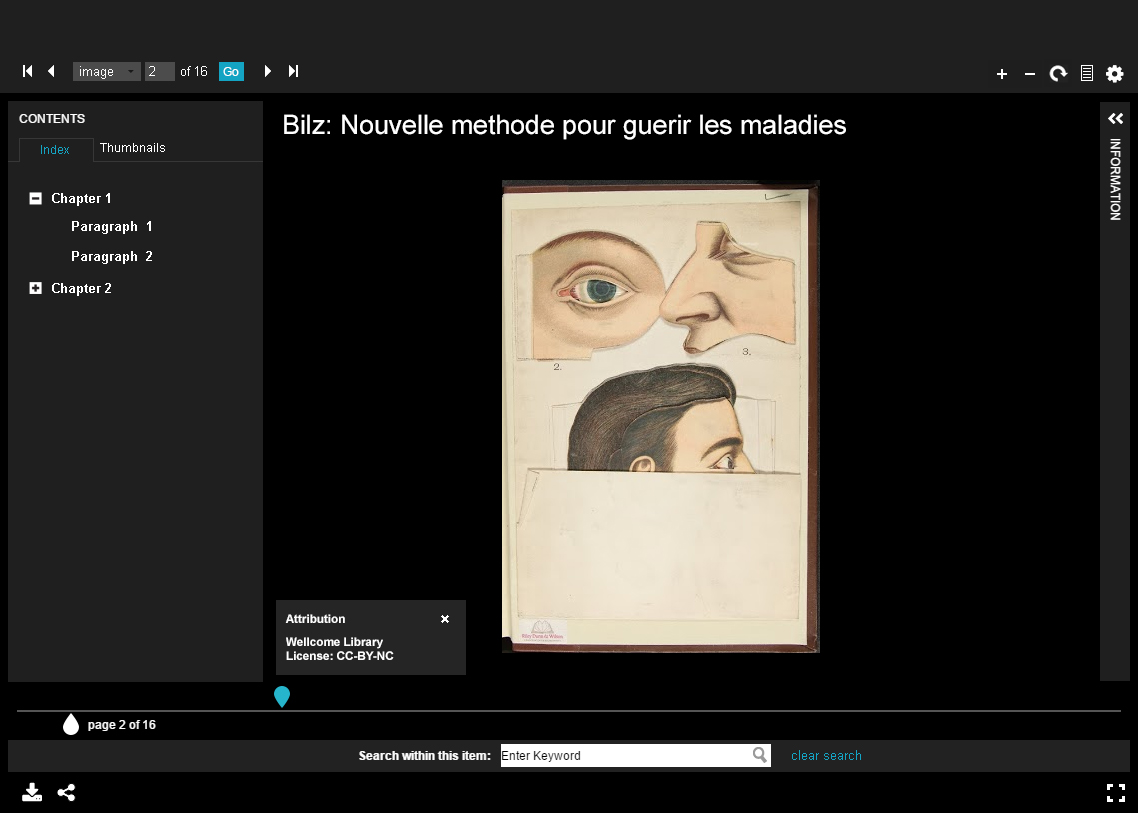 image 2 of 16 Go
CONTENTS
Index Thumbnails
Chapter 1
Paragraph 1
Paragraph 2
Chapter 2
Bilz: Nouvelle methode pour guerir les maladies
2.
3.
INFORMATION
Attribution
Wellcome Library
License: CC-BY-NC
page 2 of 16
Search within this item: Enter Keyword clear search